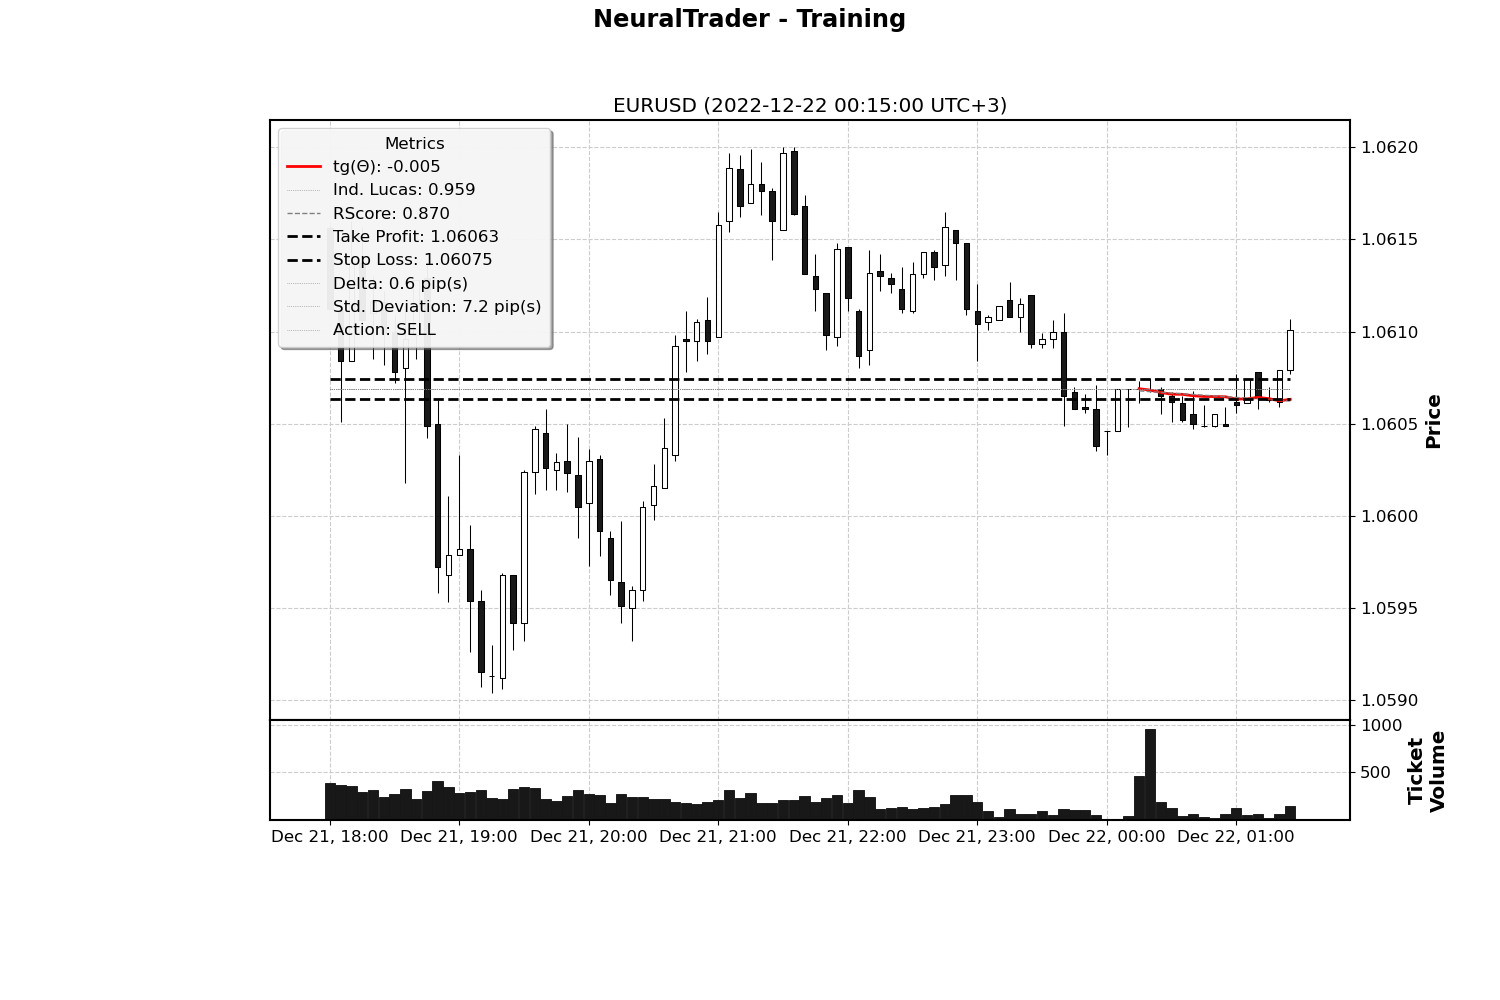 NeuralTrader - Training
EURUSD (2022-12-22 00:15:00 UTC+3)
Metrics
tg(Θ): -0.005
Ind. Lucas: 0.959
RScore: 0.870
Take Profit: 1.06063
Stop Loss: 1.06075
Delta: 0.6 pip(s)
Std. Deviation: 7.2 pip(s)
Action: SELL
1.0620
1.0615
1.0610
1.0605
1.0600
1.0595
1.0590
Price
1000
500
Ticket
Volume
Dec 21, 18:00 Dec 21, 19:00 Dec 21, 20:00 Dec 21, 21:00 Dec 21, 22:00 Dec 21, 23:00 Dec 22, 00:00 Dec 22, 01:00